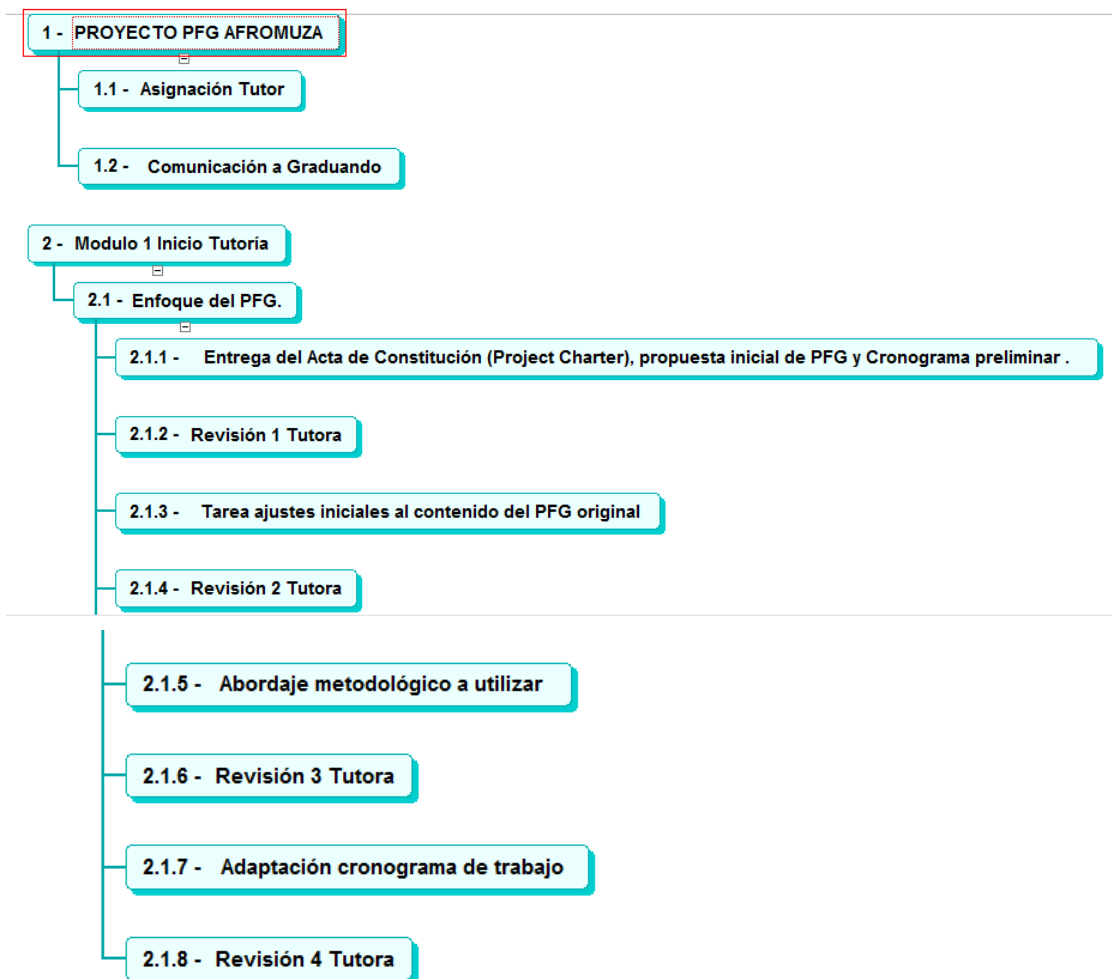 1 - PROYECTO PFG AFROMUZA
1.1 - Asignación Tutor
1.2 - Comunicación a Graduando
2 - Modulo 1 Inicio Tutoría
2.1 - Enfoque del PFG.
2.1.1 - Entrega del Acta de Constitución (Project Charter), propuesta inicial de PFG y Cronograma preliminar .
2.1.2 - Revisión 1 Tutora
2.1.3 - Tarea ajustes iniciales al contenido del PFG original
2.1.4 - Revisión 2 Tutora
2.1.5 - Abordaje metodológico a utilizar
2.1.6 - Revisión 3 Tutora
2.1.7 - Adaptación cronograma de trabajo
2.1.8 - Revisión 4 Tutora